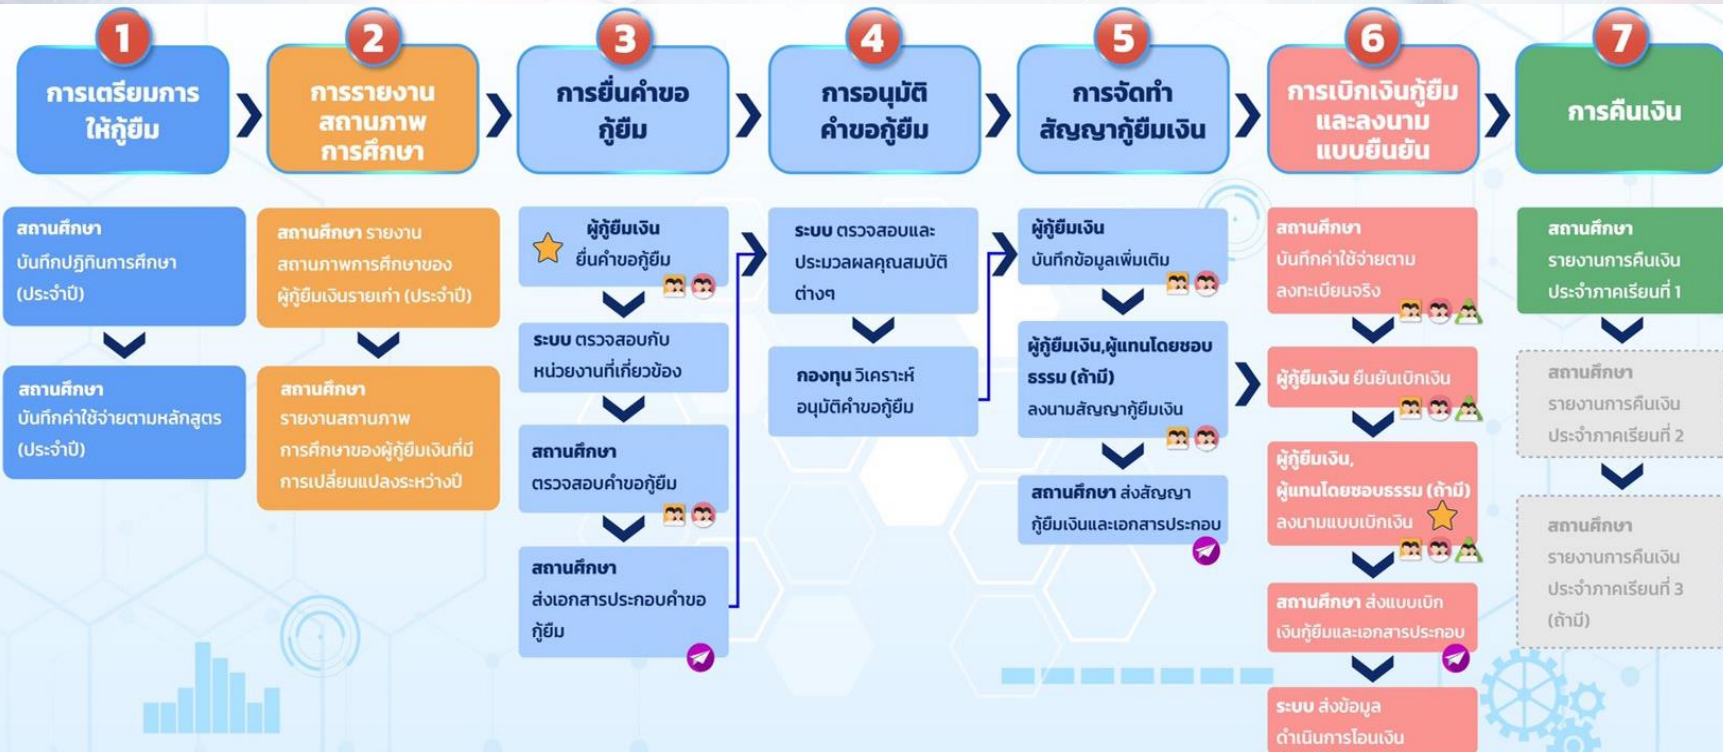 1
การเตรียมการ
ให้กู้ยืม
2
การรายงาน
สถานภาพ
การศึกษา
3
การยื่นคำขอ
กู้ยืม
4
การอนุมัติ
คำขอกู้ยืม
5
การจัดทำ
สัญญากู้ยืมเงิน
6
การเบิกเงินกู้ยืม
และลงนาม
แบบยืนยัน
7
การคืนเงิน
สถานศึกษา
บันทึกปฏิทินการศึกษา
(ประจำปี)
สถานศึกษา
บันทึกค่าใช้จ่ายตามหลักสูตร
(ประจำปี)
สถานศึกษา รายงาน
สถานภาพการศึกษาของ
ผู้กู้ยืมเงินรายเก่า (ประจำปี)
สถานศึกษา
รายงานสถานภาพ
การศึกษาของผู้กู้ยืมเงินที่มี
การเปลี่ยนแปลงระหว่างปี
ผู้กู้ยืมเงิน
ยื่นคำขอกู้ยืม
ระบบ ตรวจสอบกับ
หน่วยงานที่เกี่ยวข้อง
สถานศึกษา
ตรวจสอบคำขอกู้ยืม
สถานศึกษา
ส่งเอกสารประกอบคำขอ
กู้ยืม
ระบบ ตรวจสอบและ
ประมวลผลคุณสมบัติ
ต่างๆ
กองทุน วิเคราะห์
อนุมัติคำขอกู้ยืม
ผู้กู้ยืมเงิน
บันทึกข้อมูลเพิ่มเติม
ผู้กู้ยืมเงิน,ผู้แทนโดยชอบ
ธรรม (ถ้ามี)
ลงนามสัญญากู้ยืมเงิน
สถานศึกษา ส่งสัญญา
กู้ยืมเงินและเอกสารประกอบ
สถานศึกษา
บันทึกค่าใช้จ่ายตาม
ลงทะเบียนจริง
ผู้กู้ยืมเงิน ยืนยันเบิกเงิน
ผู้กู้ยืมเงิน,
ผู้แทนโดยชอบธรรม (ถ้ามี)
ลงนามแบบเบิกเงิน
สถานศึกษา ส่งแบบเบิก
เงินกู้ยืมและเอกสารประกอบ
ระบบ ส่งข้อมูล
ดำเนินการโอนเงิน
สถานศึกษา
รายงานการคืนเงิน
ประจำภาคเรียนที่ 1
สถานศึกษา
รายงานการคืนเงิน
ประจำภาคเรียนที่ 2
สถานศึกษา
รายงานการคืนเงิน
ประจำภาคเรียนที่ 3
(ถ้ามี)